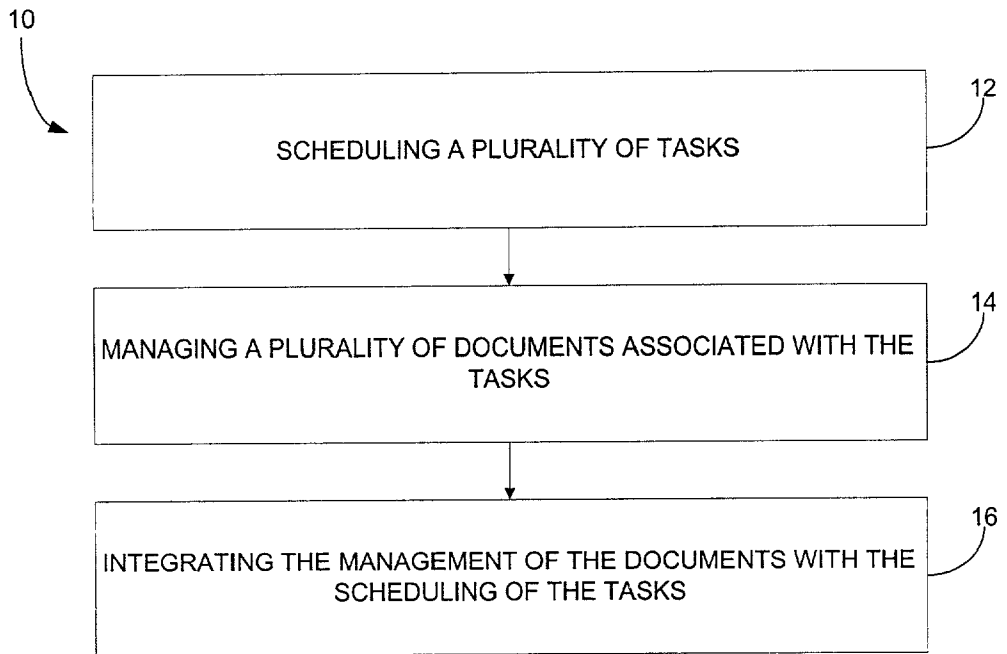 10
12
SCHEDULING A PLURALITY OF TASKS
14
MANAGING A PLURALITY OF DOCUMENTS ASSOCIATED WITH THE
TASKS
16
INTEGRATING THE MANAGEMENT OF THE DOCUMENTS WITH THE
SCHEDULING OF THE TASKS